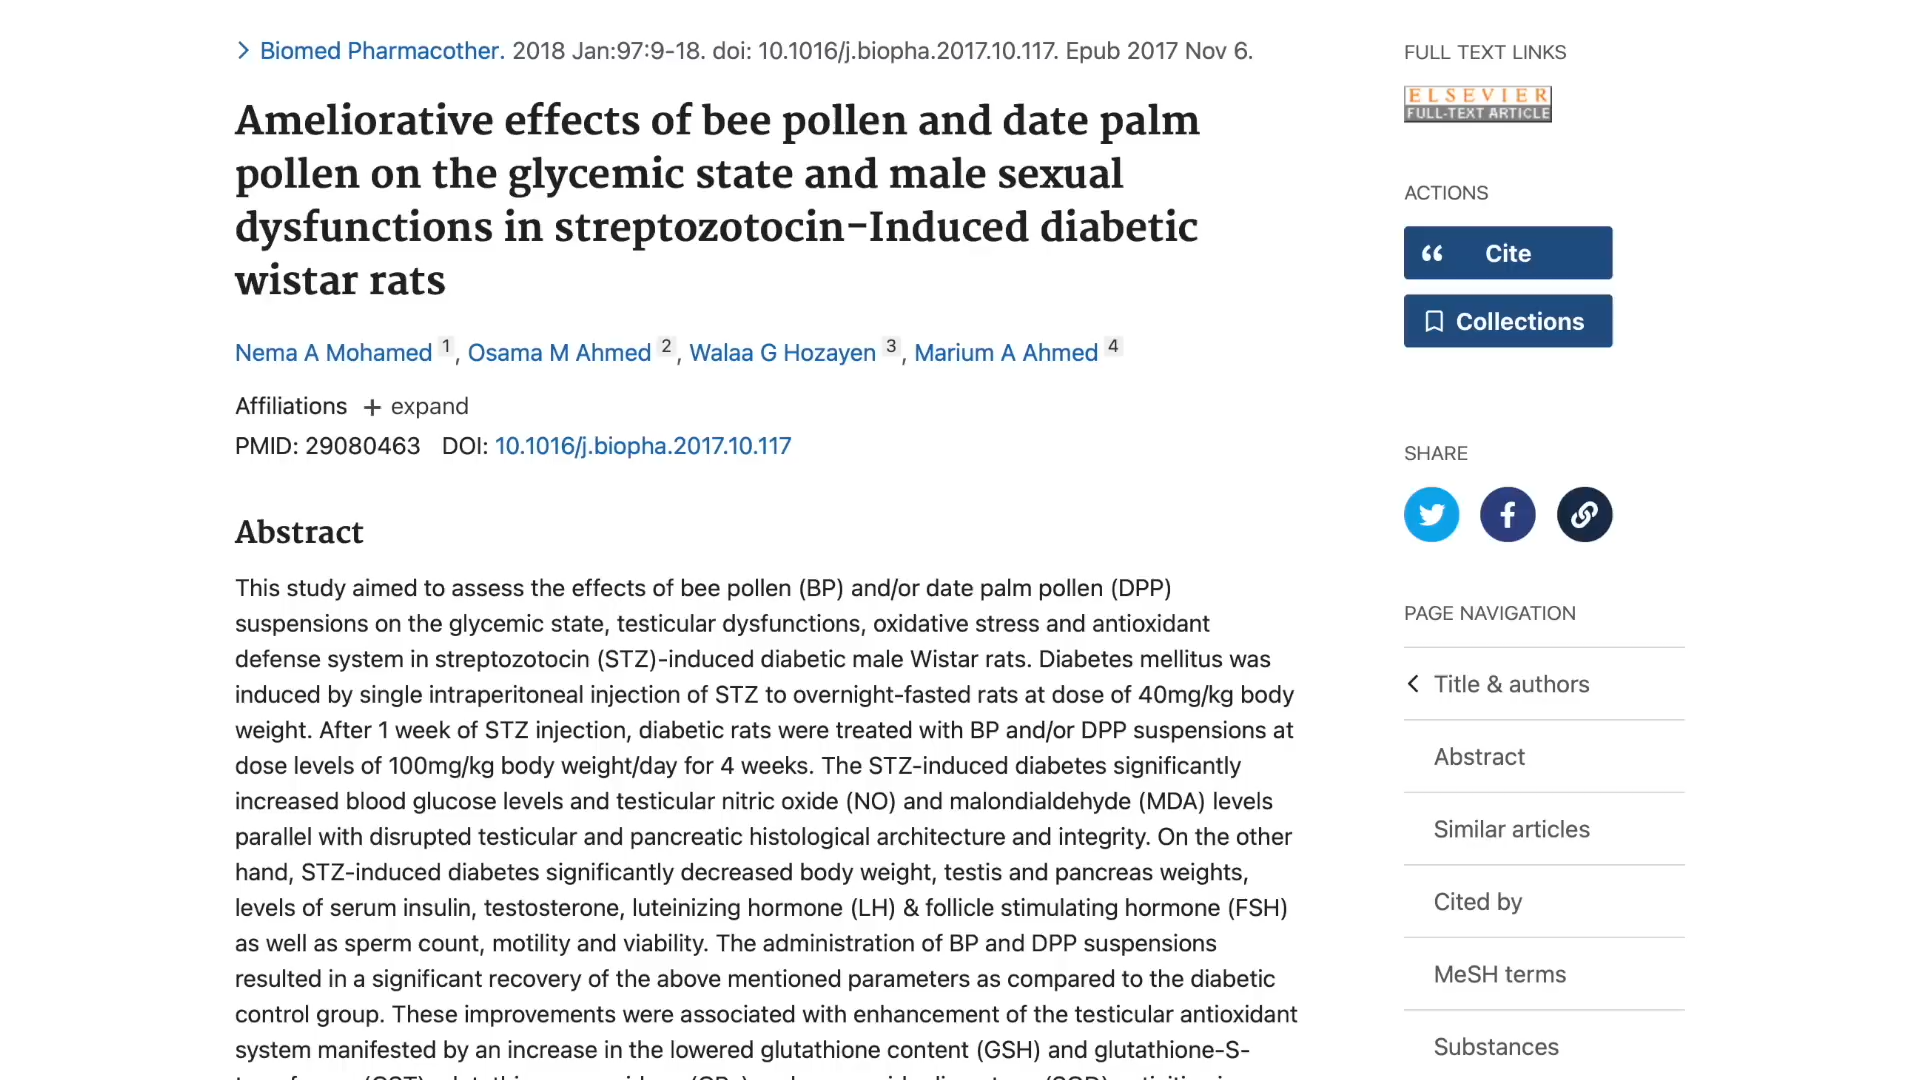 Biomed Pharmacother. 2018 Jan:97:9-18. doi: 10.1016/j.biopha.2017.10.117. Epub 2017 Nov 6.
Ameliorative effects of bee pollen and date palm
pollen on the glycemic state and male sexual
dysfunctions in streptozotocin-Induced diabetic
wistar rats
Nema A Mohamed 1, Osama M Ahmed 2, Walaa G Hozayen 3, Marium A Ahmed 4
Affiliations + expand
PMID: 29080463 DOI: 10.1016/j.biopha.2017.10.117
Abstract
This study aimed to assess the effects of bee pollen (BP) and/or date palm pollen (DPP)
suspensions on the glycemic state, testicular dysfunctions, oxidative stress and antioxidant
defense system in streptozotocin (STZ)-induced diabetic male Wistar rats. Diabetes mellitus was
induced by single intraperitoneal injection of STZ to overnight-fasted rats at dose of 40mg/kg body
weight. After 1 week of STZ injection, diabetic rats were treated with BP and/or DPP suspensions at
dose levels of 100mg/kg body weight/day for 4 weeks. The STZ-induced diabetes significantly
increased blood glucose levels and testicular nitric oxide (NO) and malondialdehyde (MDA) levels
parallel with disrupted testicular and pancreatic histological architecture and integrity. On the other
hand, STZ-induced diabetes significantly decreased body weight, testis and pancreas weights,
levels of serum insulin, testosterone, luteinizing hormone (LH) & follicle stimulating hormone (FSH)
as well as sperm count, motility and viability. The administration of BP and DPP suspensions
resulted in a significant recovery of the above mentioned parameters as compared to the diabetic
control group. These improvements were associated with enhancement of the testicular antioxidant
system manifested by an increase in the lowered glutathione content (GSH) and glutathione-S-
FULL TEXT LINKS
ELSEVIER
FULL-TEXT ARTICLE
ACTIONS
Cite
Collections
SHARE
PAGE NAVIGATION
Title & authors
Abstract
Similar articles
Cited by
MeSH terms
Substances